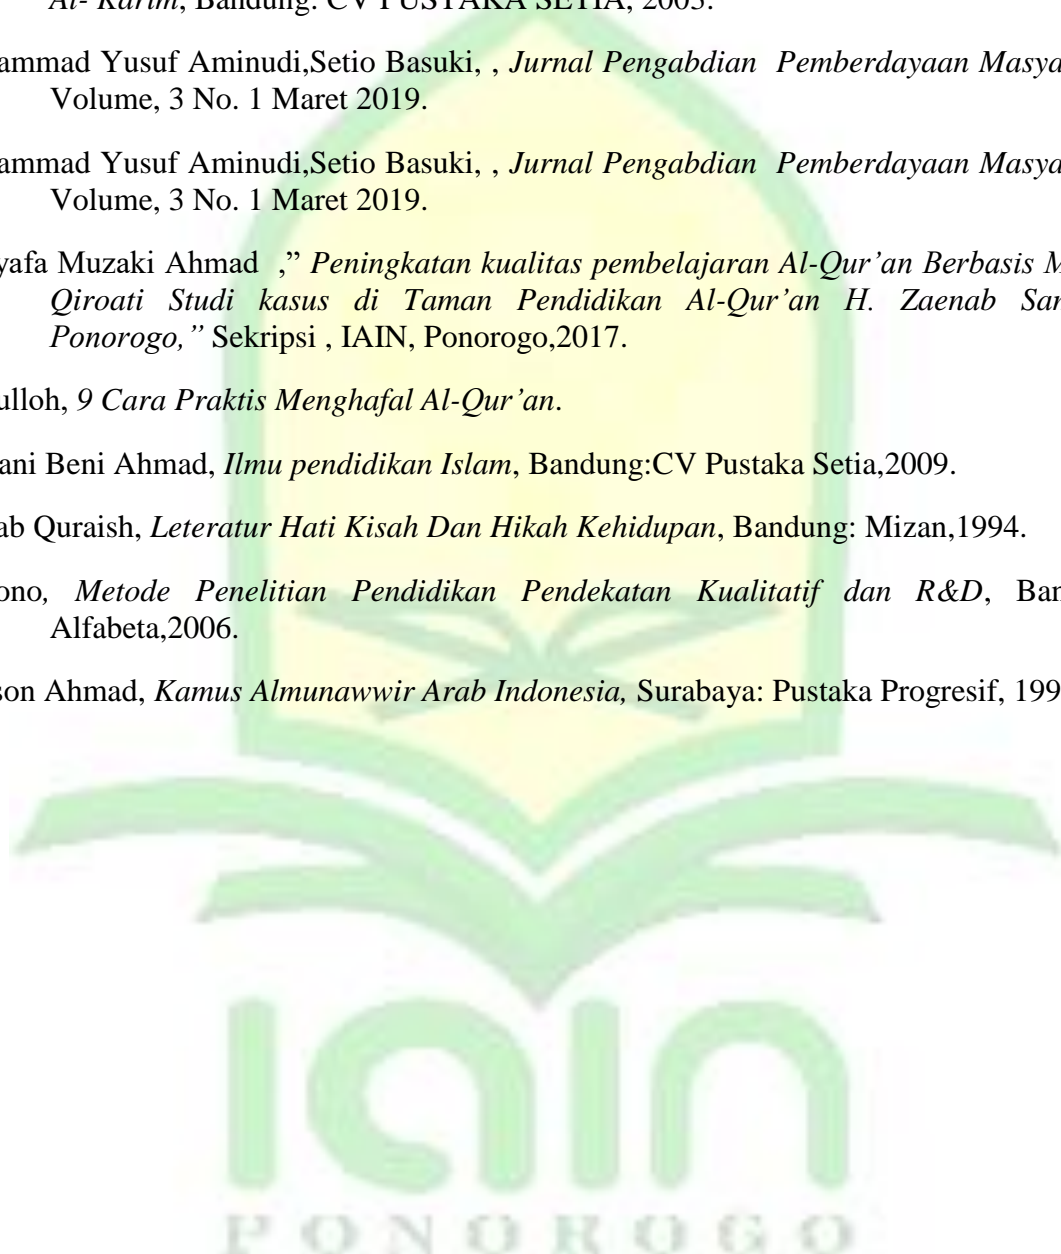 Al- Karim, Bandung: CV PUSTAKA SETIA, 2005.
ammad Yusuf Aminudi,Setio Basuki, , Jurnal Pengabdian Pemberdayaan Masya
Volume, 3 No. 1 Maret 2019.
ammad Yusuf Aminudi,Setio Basuki, , Jurnal Pengabdian Pemberdayaan Masya
Volume, 3 No. 1 Maret 2019.
yafa Muzaki Ahmad ,” Peningkatan kualitas pembelajaran Al-Qur’an Berbasis M
Qiroati Studi kasus di Taman Pendidikan Al-Qur’an H. Zaenab Sar
Ponorogo,” Sekripsi , IAIN, Ponorogo,2017.
ulloh, 9 Cara Praktis Menghafal Al-Qur’an.
ani Beni Ahmad, Ilmu pendidikan Islam, Bandung:CV Pustaka Setia,2009.
ab Quraish, Leteratur Hati Kisah Dan Hikah Kehidupan, Bandung: Mizan,1994.
ono, Metode Penelitian Pendidikan Pendekatan Kualitatif dan R&D, Ban
Alfabeta,2006.
son Ahmad, Kamus Almunawwir Arab Indonesia, Surabaya: Pustaka Progresif, 199
iain
PONOROGO